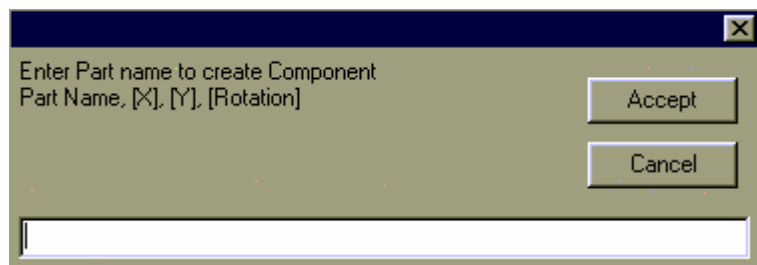 Enter Part name to create Component
Part Name, [X], [Y], [Rotation]
Accept
Cancel